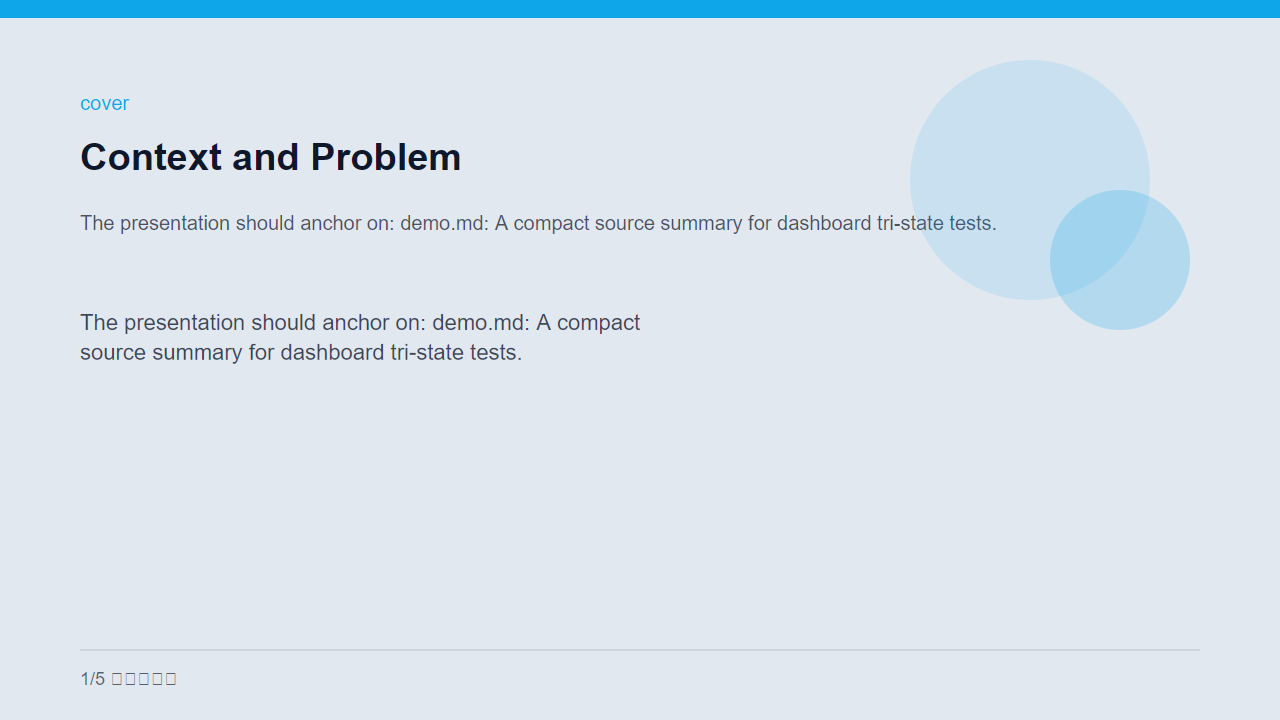 cover
Context and Problem
The presentation should anchor on: demo.md: A compact source summary for dashboard tri-state tests.
The presentation should anchor on: demo.md: A compact
source summary for dashboard tri-state tests.
1/5